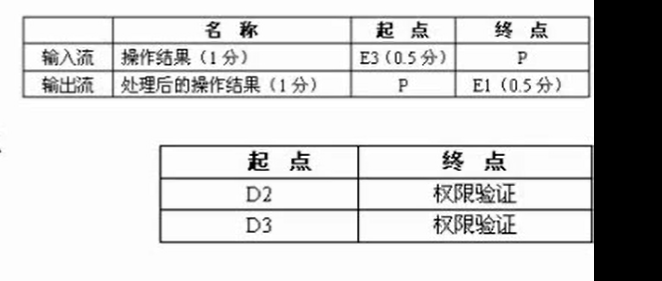 名 称 起 点 终 点
输入流 操作结果（1 分） E3（0.5 分） P
输出流 处理后的操作结果（1 分） P E1（0.5 分）
起 点 终 点
D2 权限验证
D3 权限验证